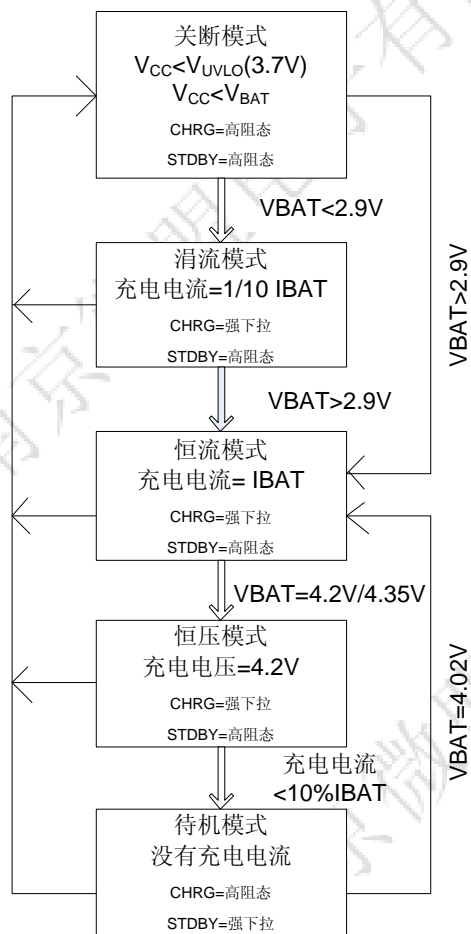 关断模式
VCC<VUVLO(3.7V)
VCC<VBAT
CHRG=高阻态
STDBY=高阻态
VBAT<2.9V
VBAT>2.9V
涓流模式
充电电流=1/10 IBAT
CHRG=强下拉
STDBY=高阻态
VBAT>2.9V
恒流模式
充电电流= IBAT
CHRG=强下拉
STDBY=高阻态
VBAT=4.2V/4.35V
恒压模式
充电电压=4.2V
CHRG=强下拉
STDBY=高阻态
VBAT=4.02V
充电电流
<10%IBAT
待机模式
没有充电电流
CHRG=高阻态
STDBY=强下拉